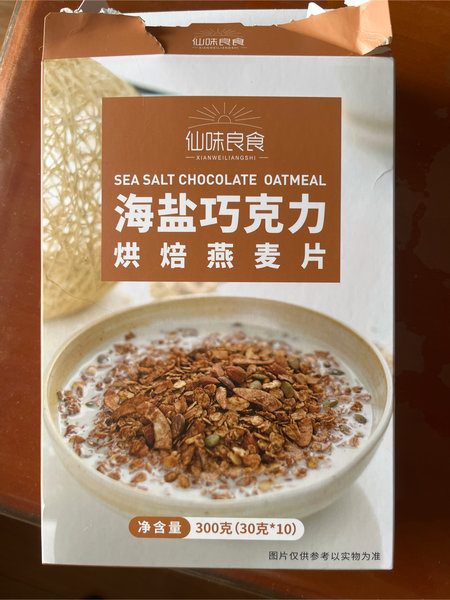 仙味良食
仙味良食
XIANWEILIANGSHI
SEA SALT CHOCOLATE OATMEAL
海盐巧克力
烘焙燕麦片
净含量 300克(30克*10)
图片仅供参考以实物为准